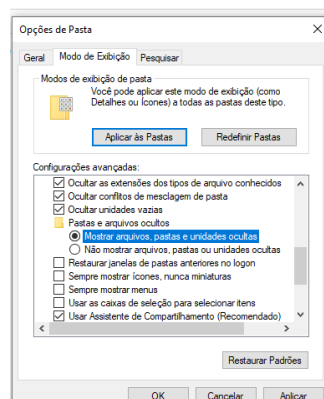 Opções de Pasta
Geral Modo de Exibição Pesquisar
Modos de exibição de pasta
Você pode aplicar este modo de exibição (como
Detalhes ou Ícones) a todas as pastas deste tipo.
Aplicar às Pastas Redefinir Pastas
Configurações avançadas:
Ocultar as extensões dos tipos de arquivo conhecidos
Ocultar conflitos de mesclagem de pasta
Ocultar unidades vazias
Pastas e arquivos ocultos
Mostrar arquivos, pastas e unidades ocultas
Não mostrar arquivos, pastas ou unidades ocultas
Restaurar janelas de pastas anteriores no logon
Sempre mostrar ícones, nunca miniaturas
Sempre mostrar menus
Usar as caixas de seleção para selecionar itens
Usar Assistente de Compartilhamento (Recomendado)
Restaurar Padrões
OK Cancelar Aplicar